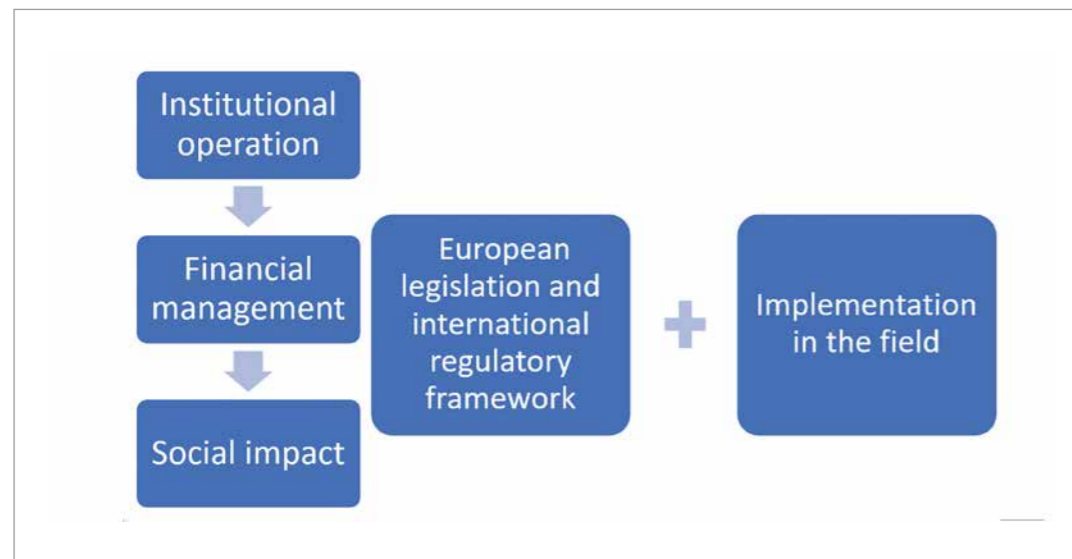 Institutional
operation
Financial
management
Social impact
European
legislation and
international
regulatory
framework
Implementation
in the field